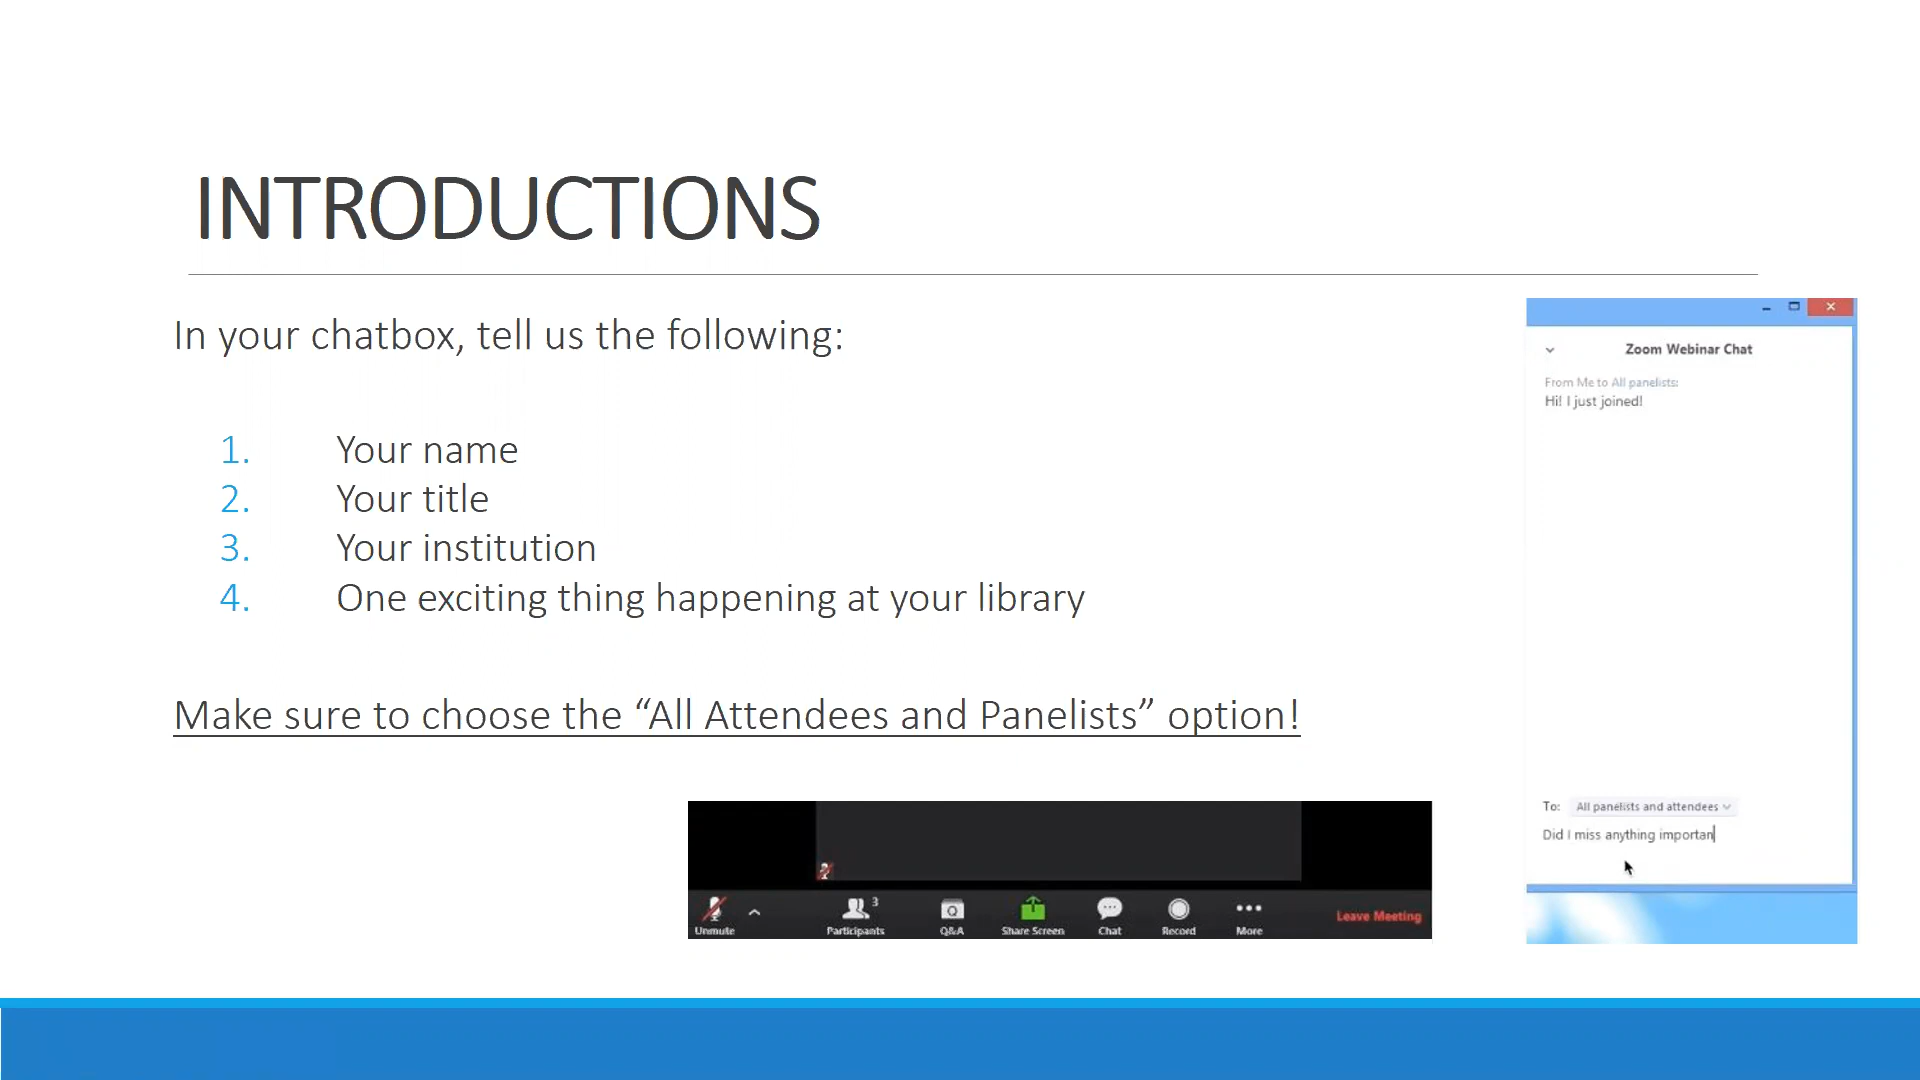 INTRODUCTIONS
In your chatbox, tell us the following:
1. Your name
2. Your title
3. Your institution
4. One exciting thing happening at your library
Make sure to choose the “All Attendees and Panelists” option!
Zoom Webinar Chat
From Me to All panelists:
Hi! I just joined!
To: All panelists and attendees
Did I miss anything importan
3
Unmute Participants Q&A Share Screen Chat Record More Leave Meeting